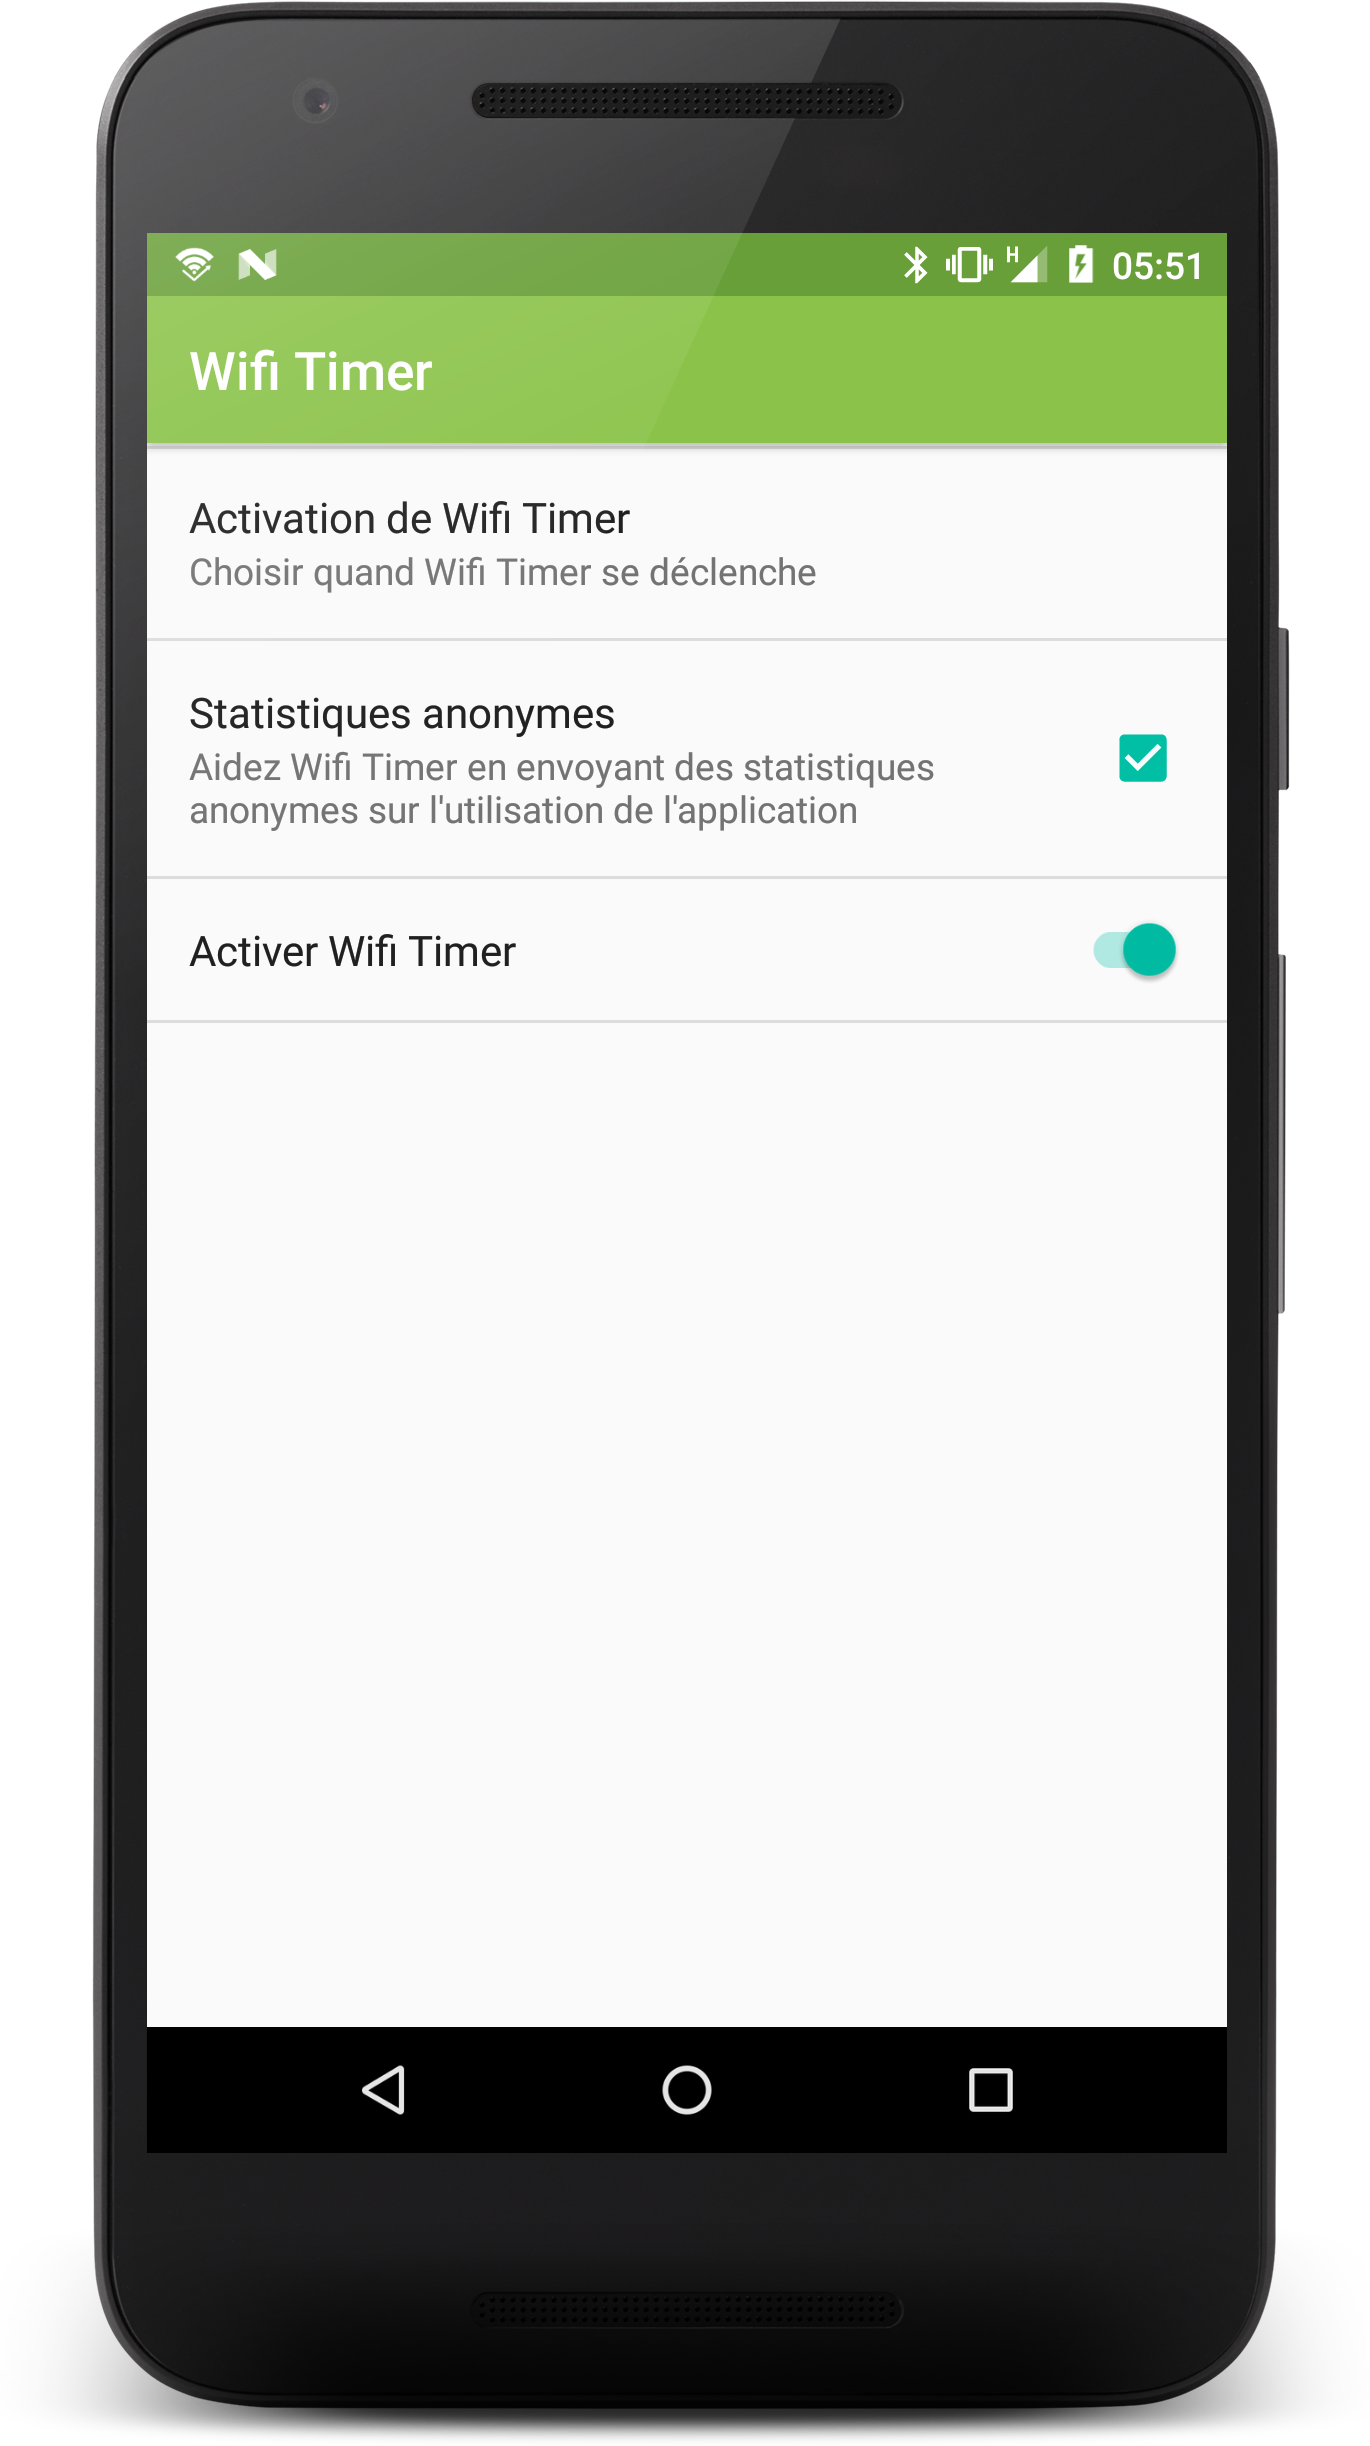 H 05:51
Wifi Timer
Activation de Wifi Timer
Choisir quand Wifi Timer se déclenche
Statistiques anonymes
Aidez Wifi Timer en envoyant des statistiques
anonymes sur l'utilisation de l'application
Activer Wifi Timer